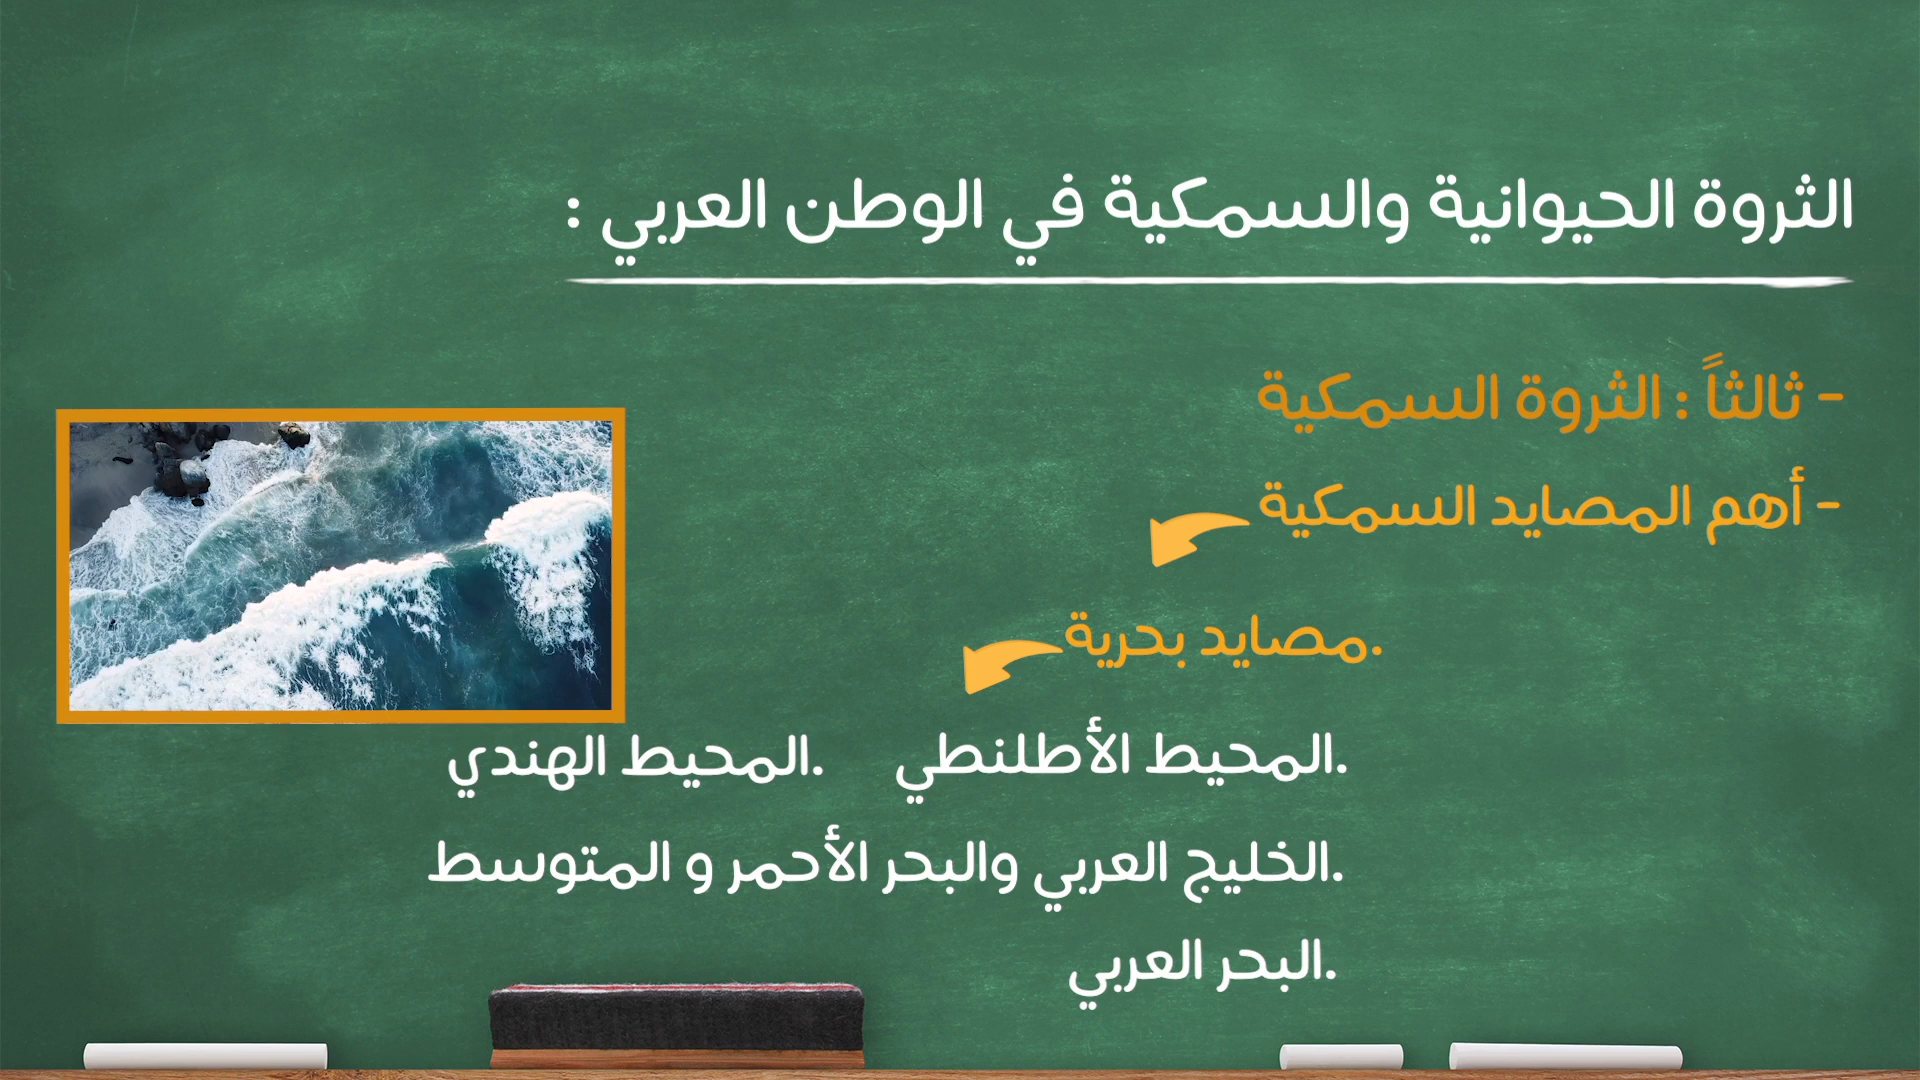 الثروة الحيوانية والسمكية في الوطن العربي :
- ثالثاً : الثروة السمكية
- أهم المصايد السمكية
.مصايد بحرية
.المحيط الأطلنطي .المحيط الهندي
.الخليج العربي والبحر الأحمر و المتوسط
.البحر العربي